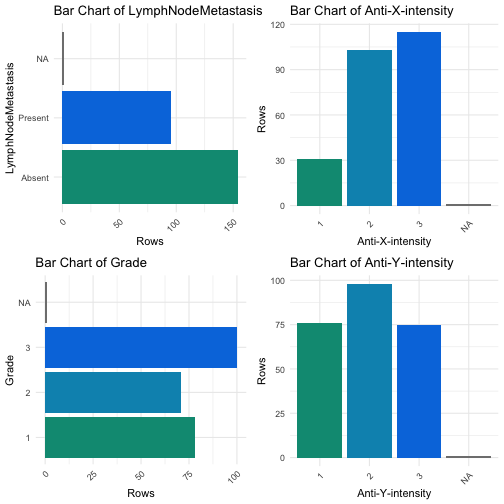 Bar Chart of LymphNodeMetastasis
LymphNodeMetastasis
NA
Present
Absent
0
50
100
150
Rows
Bar Chart of Anti-X-intensity
Rows
120
90
60
30
0
1
2
3
NA
Anti-X-intensity
Bar Chart of Grade
Grade
NA
3
2
1
0
25
50
75
100
Rows
Bar Chart of Anti-Y-intensity
Rows
100
75
50
25
0
1
2
3
NA
Anti-Y-intensity